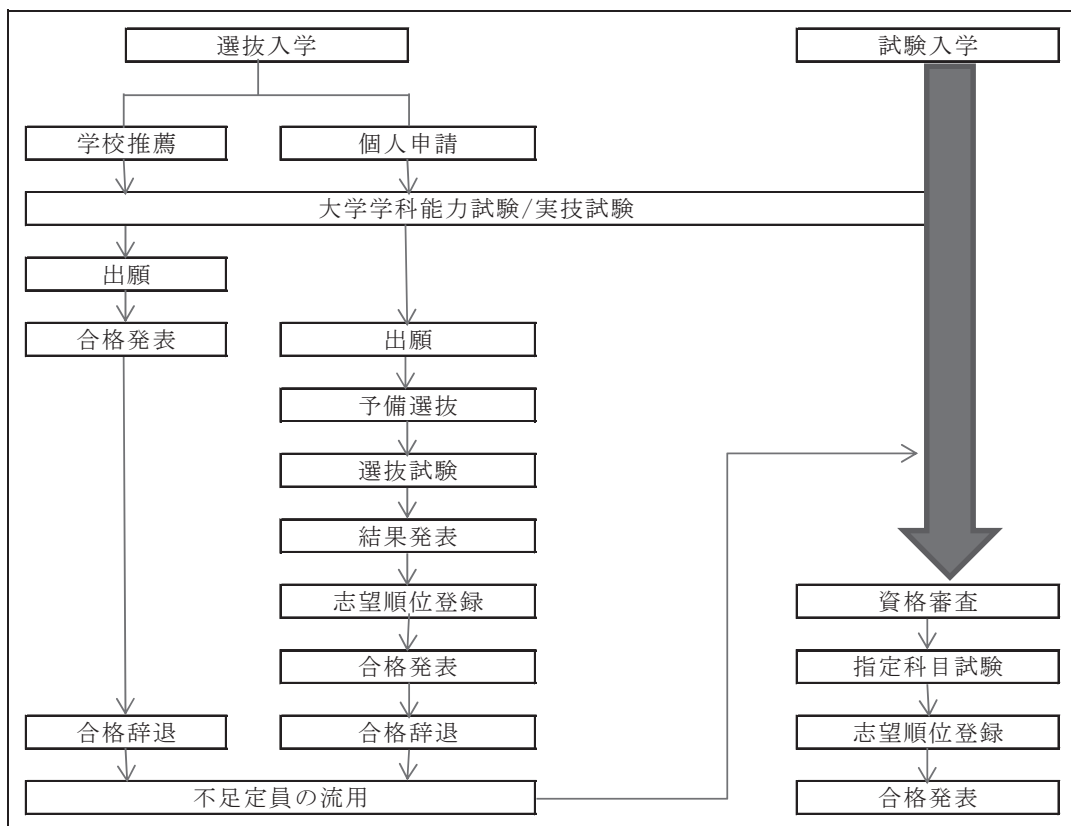 選抜入学
試験入学
学校推薦
個人申請
大学学科能力試験/実技試験
出願
合格発表
出願
予備選抜
選抜試験
結果発表
志望順位登録
資格審査
合格発表
指定科目試験
合格辞退
合格辞退
志望順位登録
不足定員の流用
合格発表